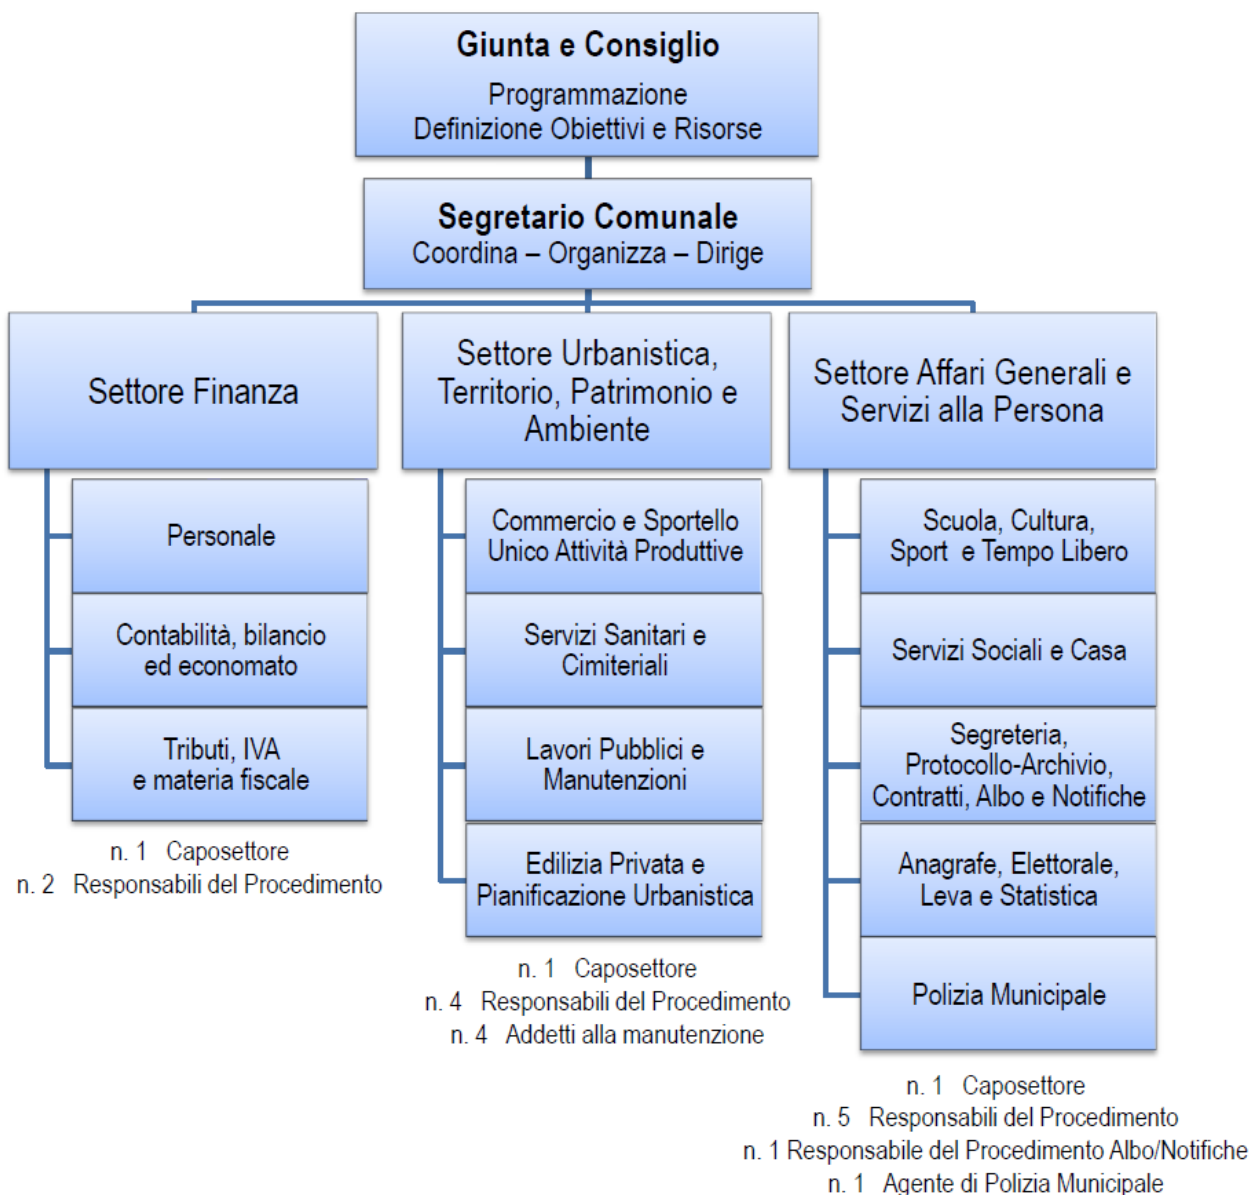 Giunta e Consiglio
Programmazione
Definizione Obiettivi e Risorse
Segretario Comunale
Coordina – Organizza – Dirige
Settore Finanza
Personale
Contabilità, bilancio
ed economato
Tributi, IVA
e materia fiscale
n. 1 Caposettore
n. 2 Responsabili del Procedimento
Settore Urbanistica,
Territorio, Patrimonio e
Ambiente
Commercio e Sportello
Unico Attività Produttive
Servizi Sanitari e
Cimiteriali
Lavori Pubblici e
Manutenzioni
Edilizia Privata e
Pianificazione Urbanistica
n. 1 Caposettore
n. 4 Responsabili del Procedimento
n. 4 Addetti alla manutenzione
Settore Affari Generali e
Servizi alla Persona
Scuola, Cultura,
Sport e Tempo Libero
Servizi Sociali e Casa
Segreteria,
Protocollo-Archivio,
Contratti, Albo e Notifiche
Anagrafe, Elettorale,
Leva e Statistica
Polizia Municipale
n. 1 Caposettore
n. 5 Responsabili del Procedimento
n. 1 Responsabile del Procedimento Albo/Notifiche
n. 1 Agente di Polizia Municipale